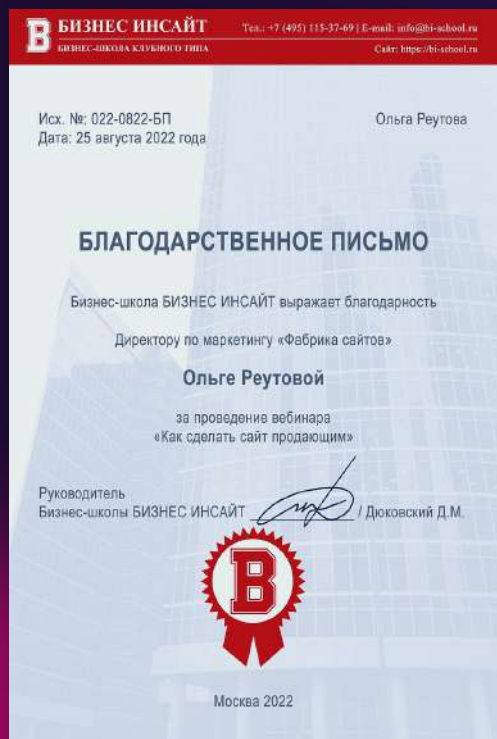 B БИЗНЕС ИНСАЙТ
БИЗНЕС-ШКОЛА КЛУБНОГО ТИПА
Тел.: +7 (495) 115-37-69 | E-mail: info@bi-school.ru
Сайт: https://bi-school.ru
Исх. №: 022-0822-БП
Ольга Реутова
Дата: 25 августа 2022 года
БЛАГОДАРСТВЕННОЕ ПИСЬМО
Бизнес-школа БИЗНЕС ИНСАЙТ выражает благодарность
Директору по маркетингу «Фабрика сайтов»
Ольге Реутовой
за проведение вебинара
«Как сделать сайт продающим»
Руководитель
Бизнес-школы БИЗНЕС ИНСАЙТ / Дюковский Д.М.
B
Москва 2022